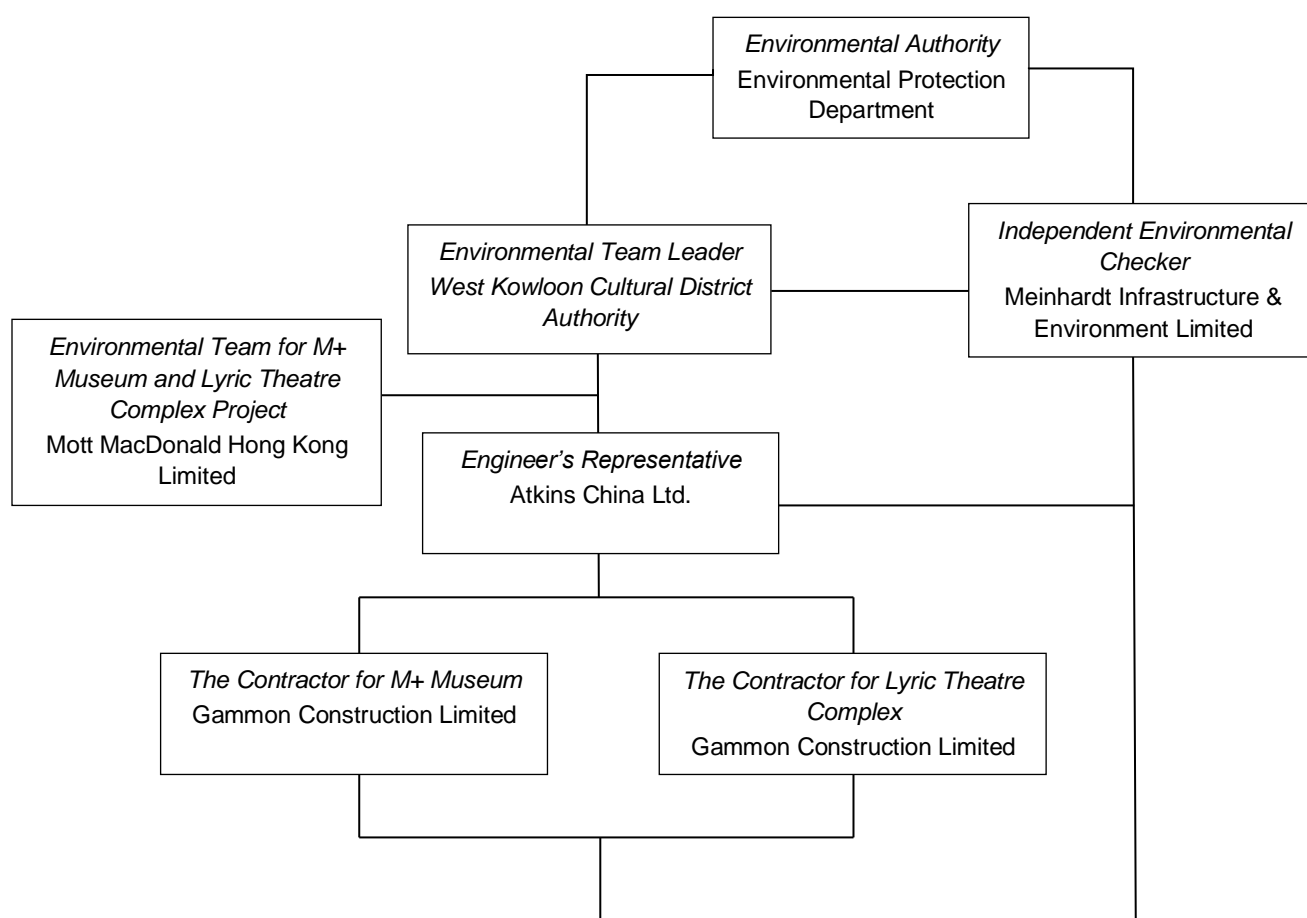 Environmental Authority
Environmental Protection
Department
Environmental Team Leader
West Kowloon Cultural District
Authority
Independent Environmental
Checker
Meinhardt Infrastructure &
Environment Limited
Environmental Team for M+
Museum and Lyric Theatre
Complex Project
Mott MacDonald Hong Kong
Limited
Engineer’s Representative
Atkins China Ltd.
The Contractor for M+ Museum
Gammon Construction Limited
The Contractor for Lyric Theatre
Complex
Gammon Construction Limited